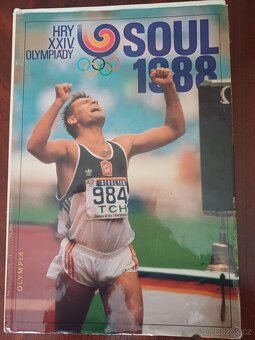 HRY
XXIV.
OLYMPIÁDY
SOUL
1988
984
TCH
OLYMPIA